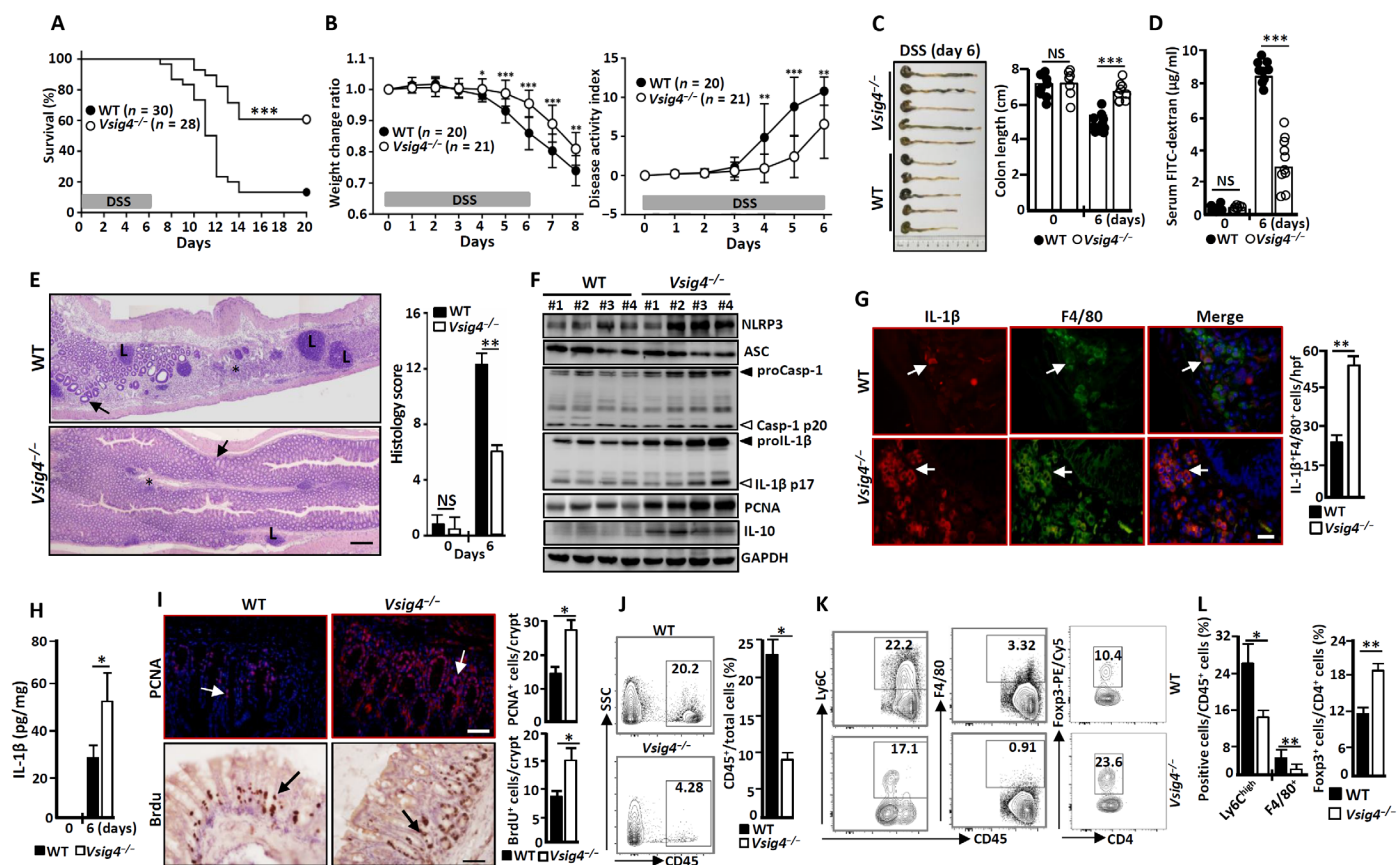 A
Survival (%)
100
80
60
40
20
0
WT (n = 30)
Vsig4−/− (n = 28)
***
DSS
0 2 4 6 8 10 12 14 16 18 20
Days
B
Weight change ratio
1.1
1.0
0.9
0.8
0.7
0.6
* *** *** *** **
WT (n = 20)
Vsig4−/− (n = 21)
DSS
0 1 2 3 4 5 6 7 8
Days
Disease activity index
15
10
5
0
−5
WT (n = 20)
Vsig4−/− (n = 21)
** *** **
DSS
0 1 2 3 4 5 6
Days
C
DSS (day 6)
Vsig4−/−
WT
Colon length (cm)
8
6
4
2
0
NS ***
0 6 (days)
WT Vsig4−/−
D
Serum FITC-dextran (μg/ml)
10
8
6
4
2
0
NS ***
0 6 (days)
WT Vsig4−/−
E
WT
L L L
*
Vsig4−/−
*
L
Histology score
16
12
8
4
0
WT
Vsig4−/−
NS **
0 6
Days
F
WT Vsig4−/−
#1 #2 #3 #4 #1 #2 #3 #4
NLRP3
ASC
proCasp-1
Casp-1 p20
proIL-1β
IL-1β p17
PCNA
IL-10
GAPDH
G
IL-1β F4/80 Merge
WT
Vsig4−/−
IL-1β+F4/80+ cells/hpf
60
50
40
30
20
10
0
**
WT
Vsig4−/−
H
IL-1β (pg/mg)
80
60
40
20
0
*
0 6 (days)
WT Vsig4−/−
I
WT Vsig4−/−
PCNA
Brdu
PCNA+ cells/crypt
30
20
10
0
*
BrdU+ cells/crypt
20
15
10
5
0
*
WT Vsig4−/−
J
WT
20.2
SSC
Vsig4−/−
4.28
CD45
CD45+/total cells (%)
25
20
15
10
5
0
*
WT
Vsig4−/−
K
Ly6C
22.2
17.1
F4/80
3.32
0.91
CD45
Foxp3-PE/Cy5
10.4
23.6
CD4
WT
Vsig4−/−
L
Positive cells/CD45+ cells (%)
40
30
20
10
0
* **
Ly6Chigh
F4/80+
Foxp3+ cells/CD4+ cells (%)
25
20
15
10
5
0
**
WT
Vsig4−/−